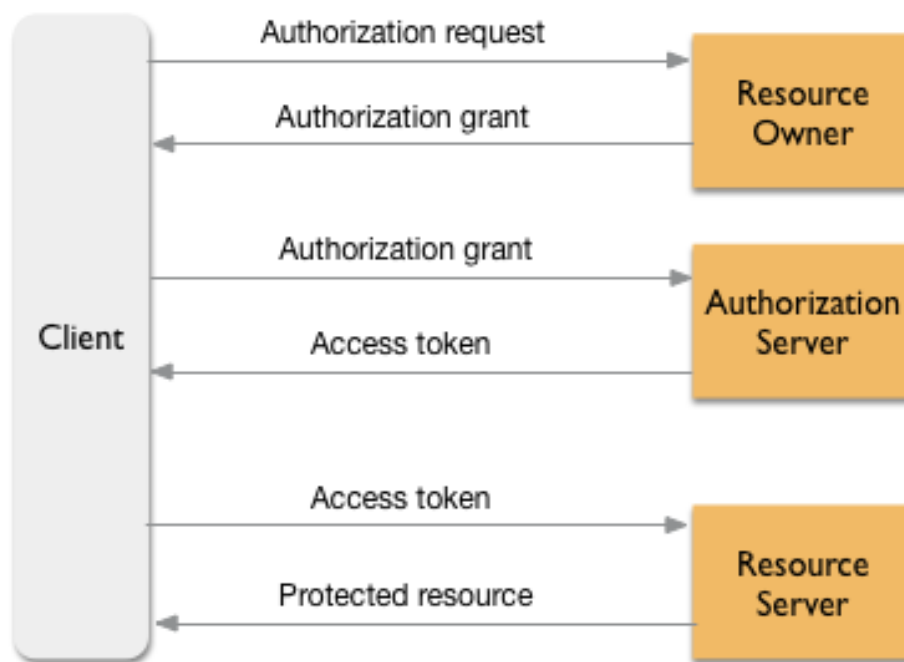 Authorization request
Authorization grant
Resource
Owner
Authorization grant
Access token
Authorization
Server
Client
Access token
Protected resource
Resource
Server